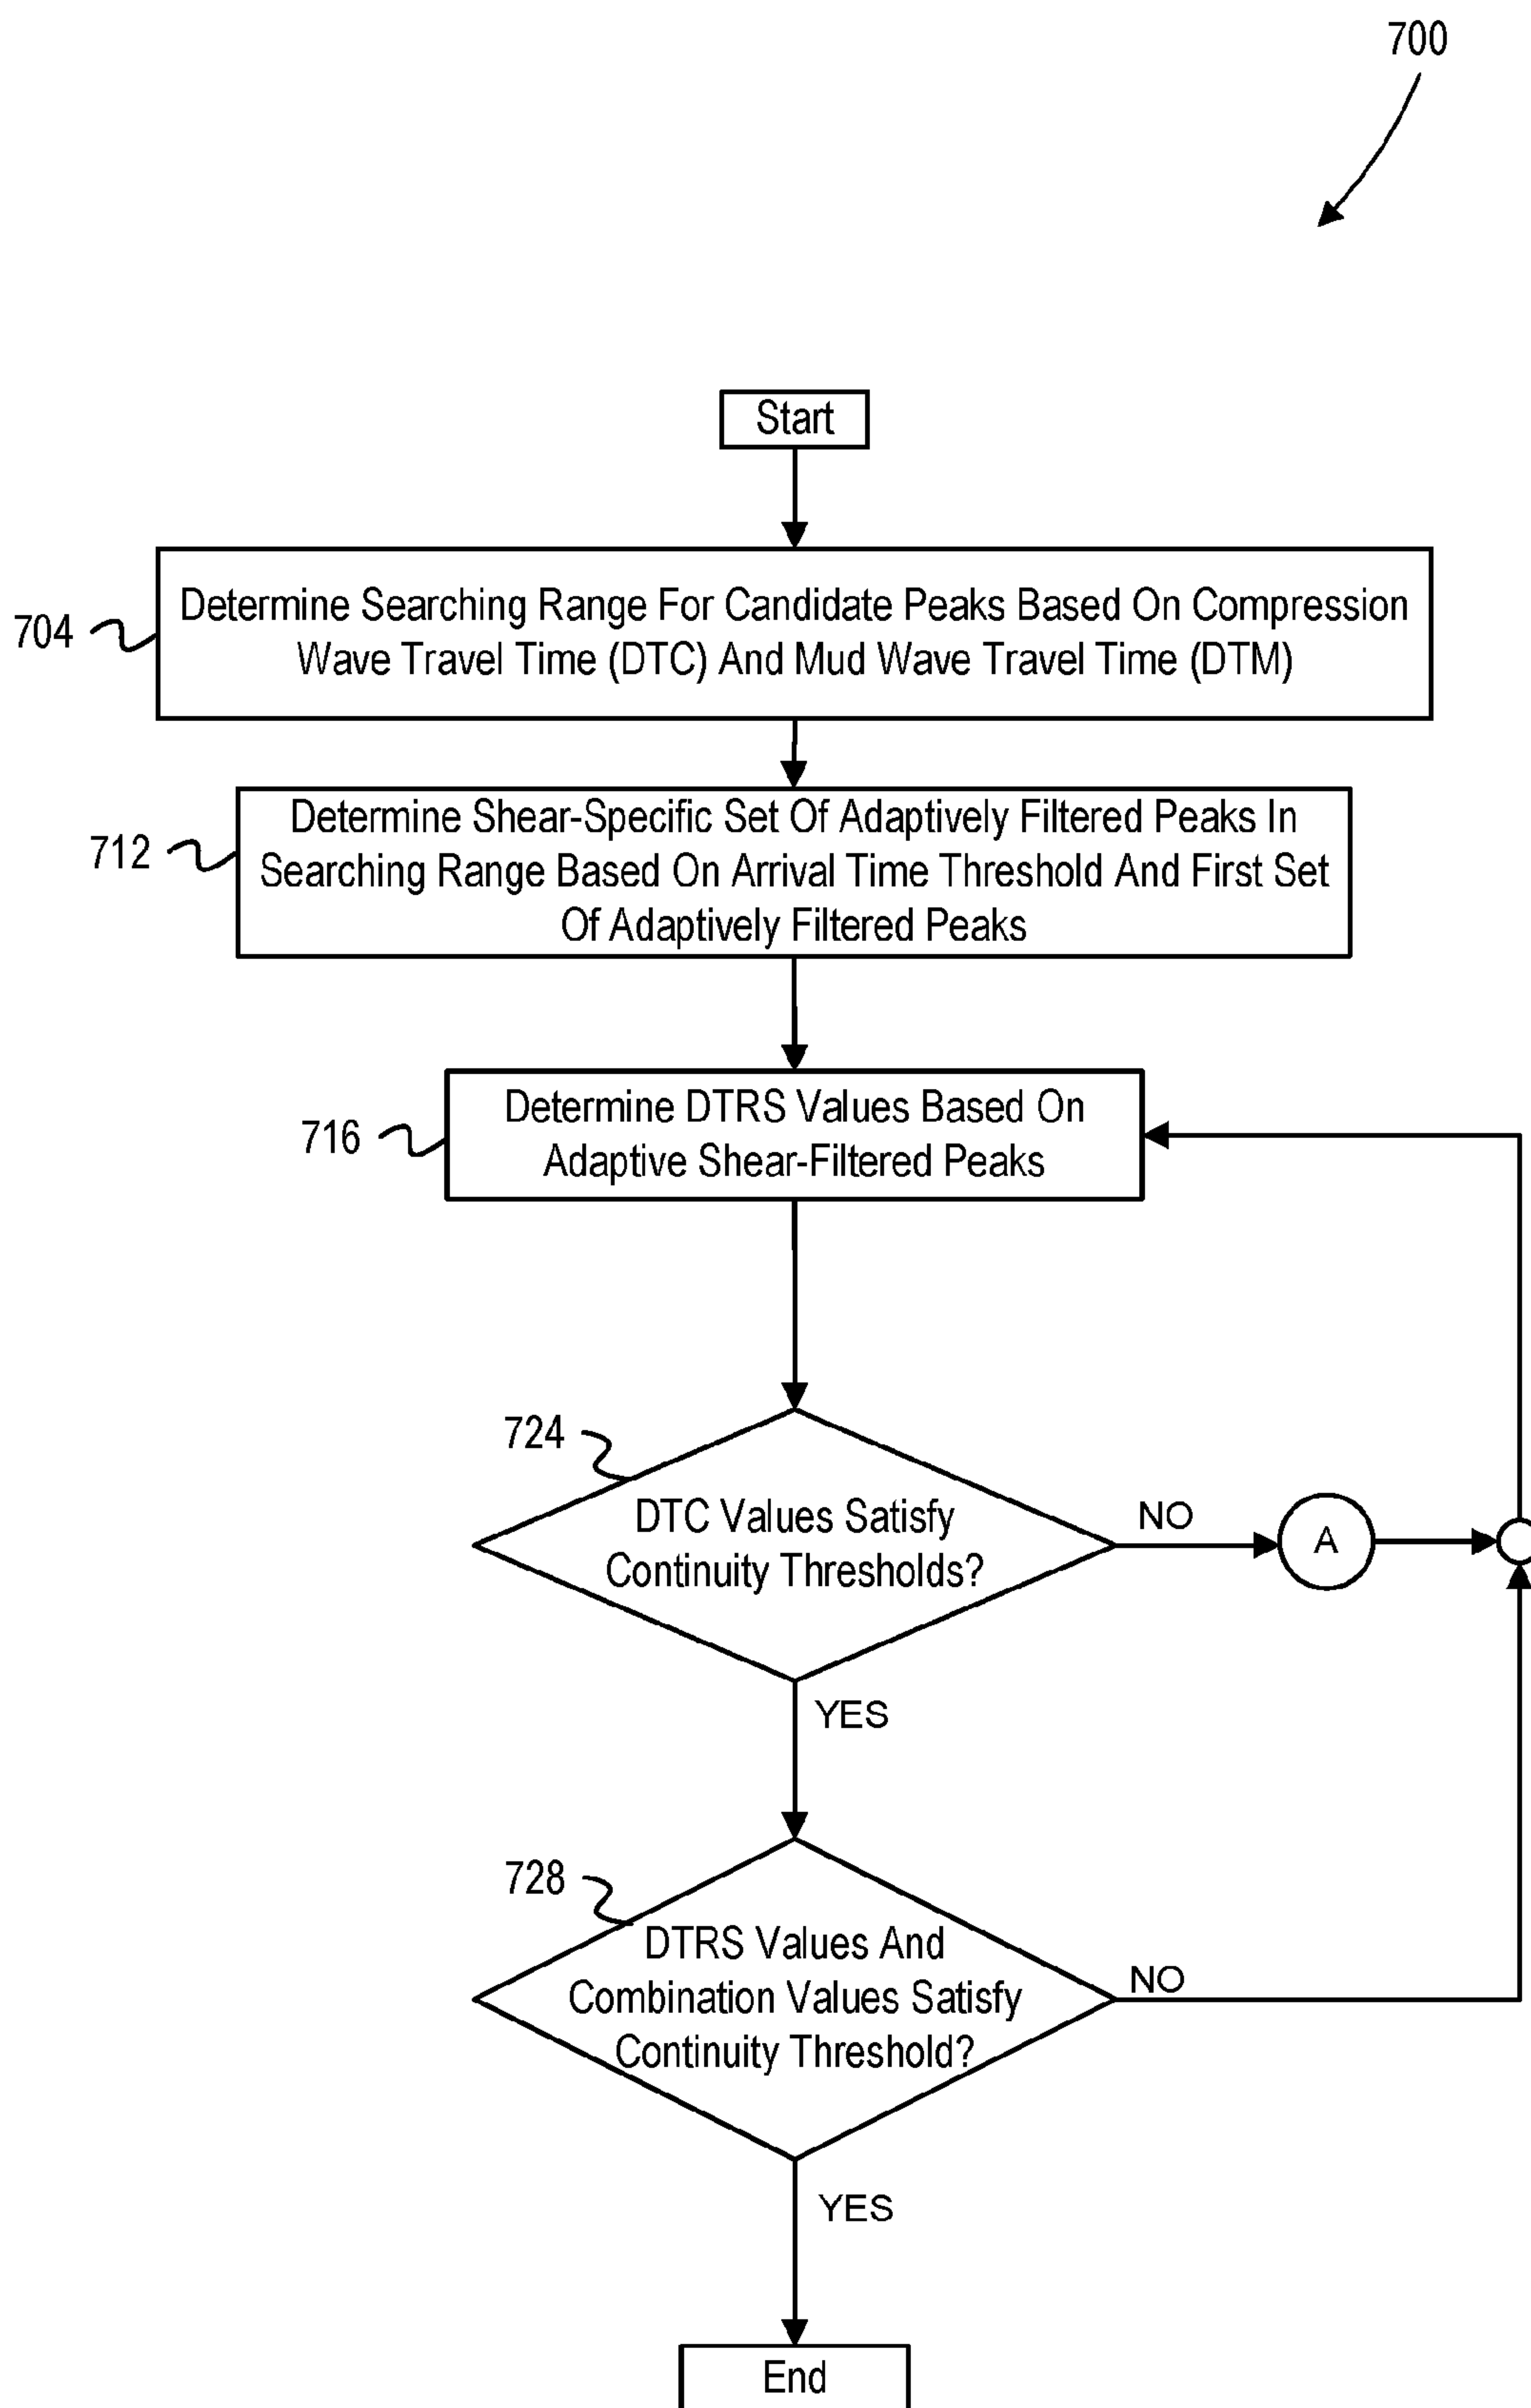 700
Start
704
Determine Searching Range For Candidate Peaks Based On Compression
Wave Travel Time (DTC) And Mud Wave Travel Time (DTM)
712
Determine Shear-Specific Set Of Adaptively Filtered Peaks In
Searching Range Based On Arrival Time Threshold And First Set
Of Adaptively Filtered Peaks
716
Determine DTRS Values Based On
Adaptive Shear-Filtered Peaks
724
DTC Values Satisfy
Continuity Thresholds?
NO
A
YES
728
DTRS Values And
Combination Values Satisfy
Continuity Threshold?
NO
YES
End